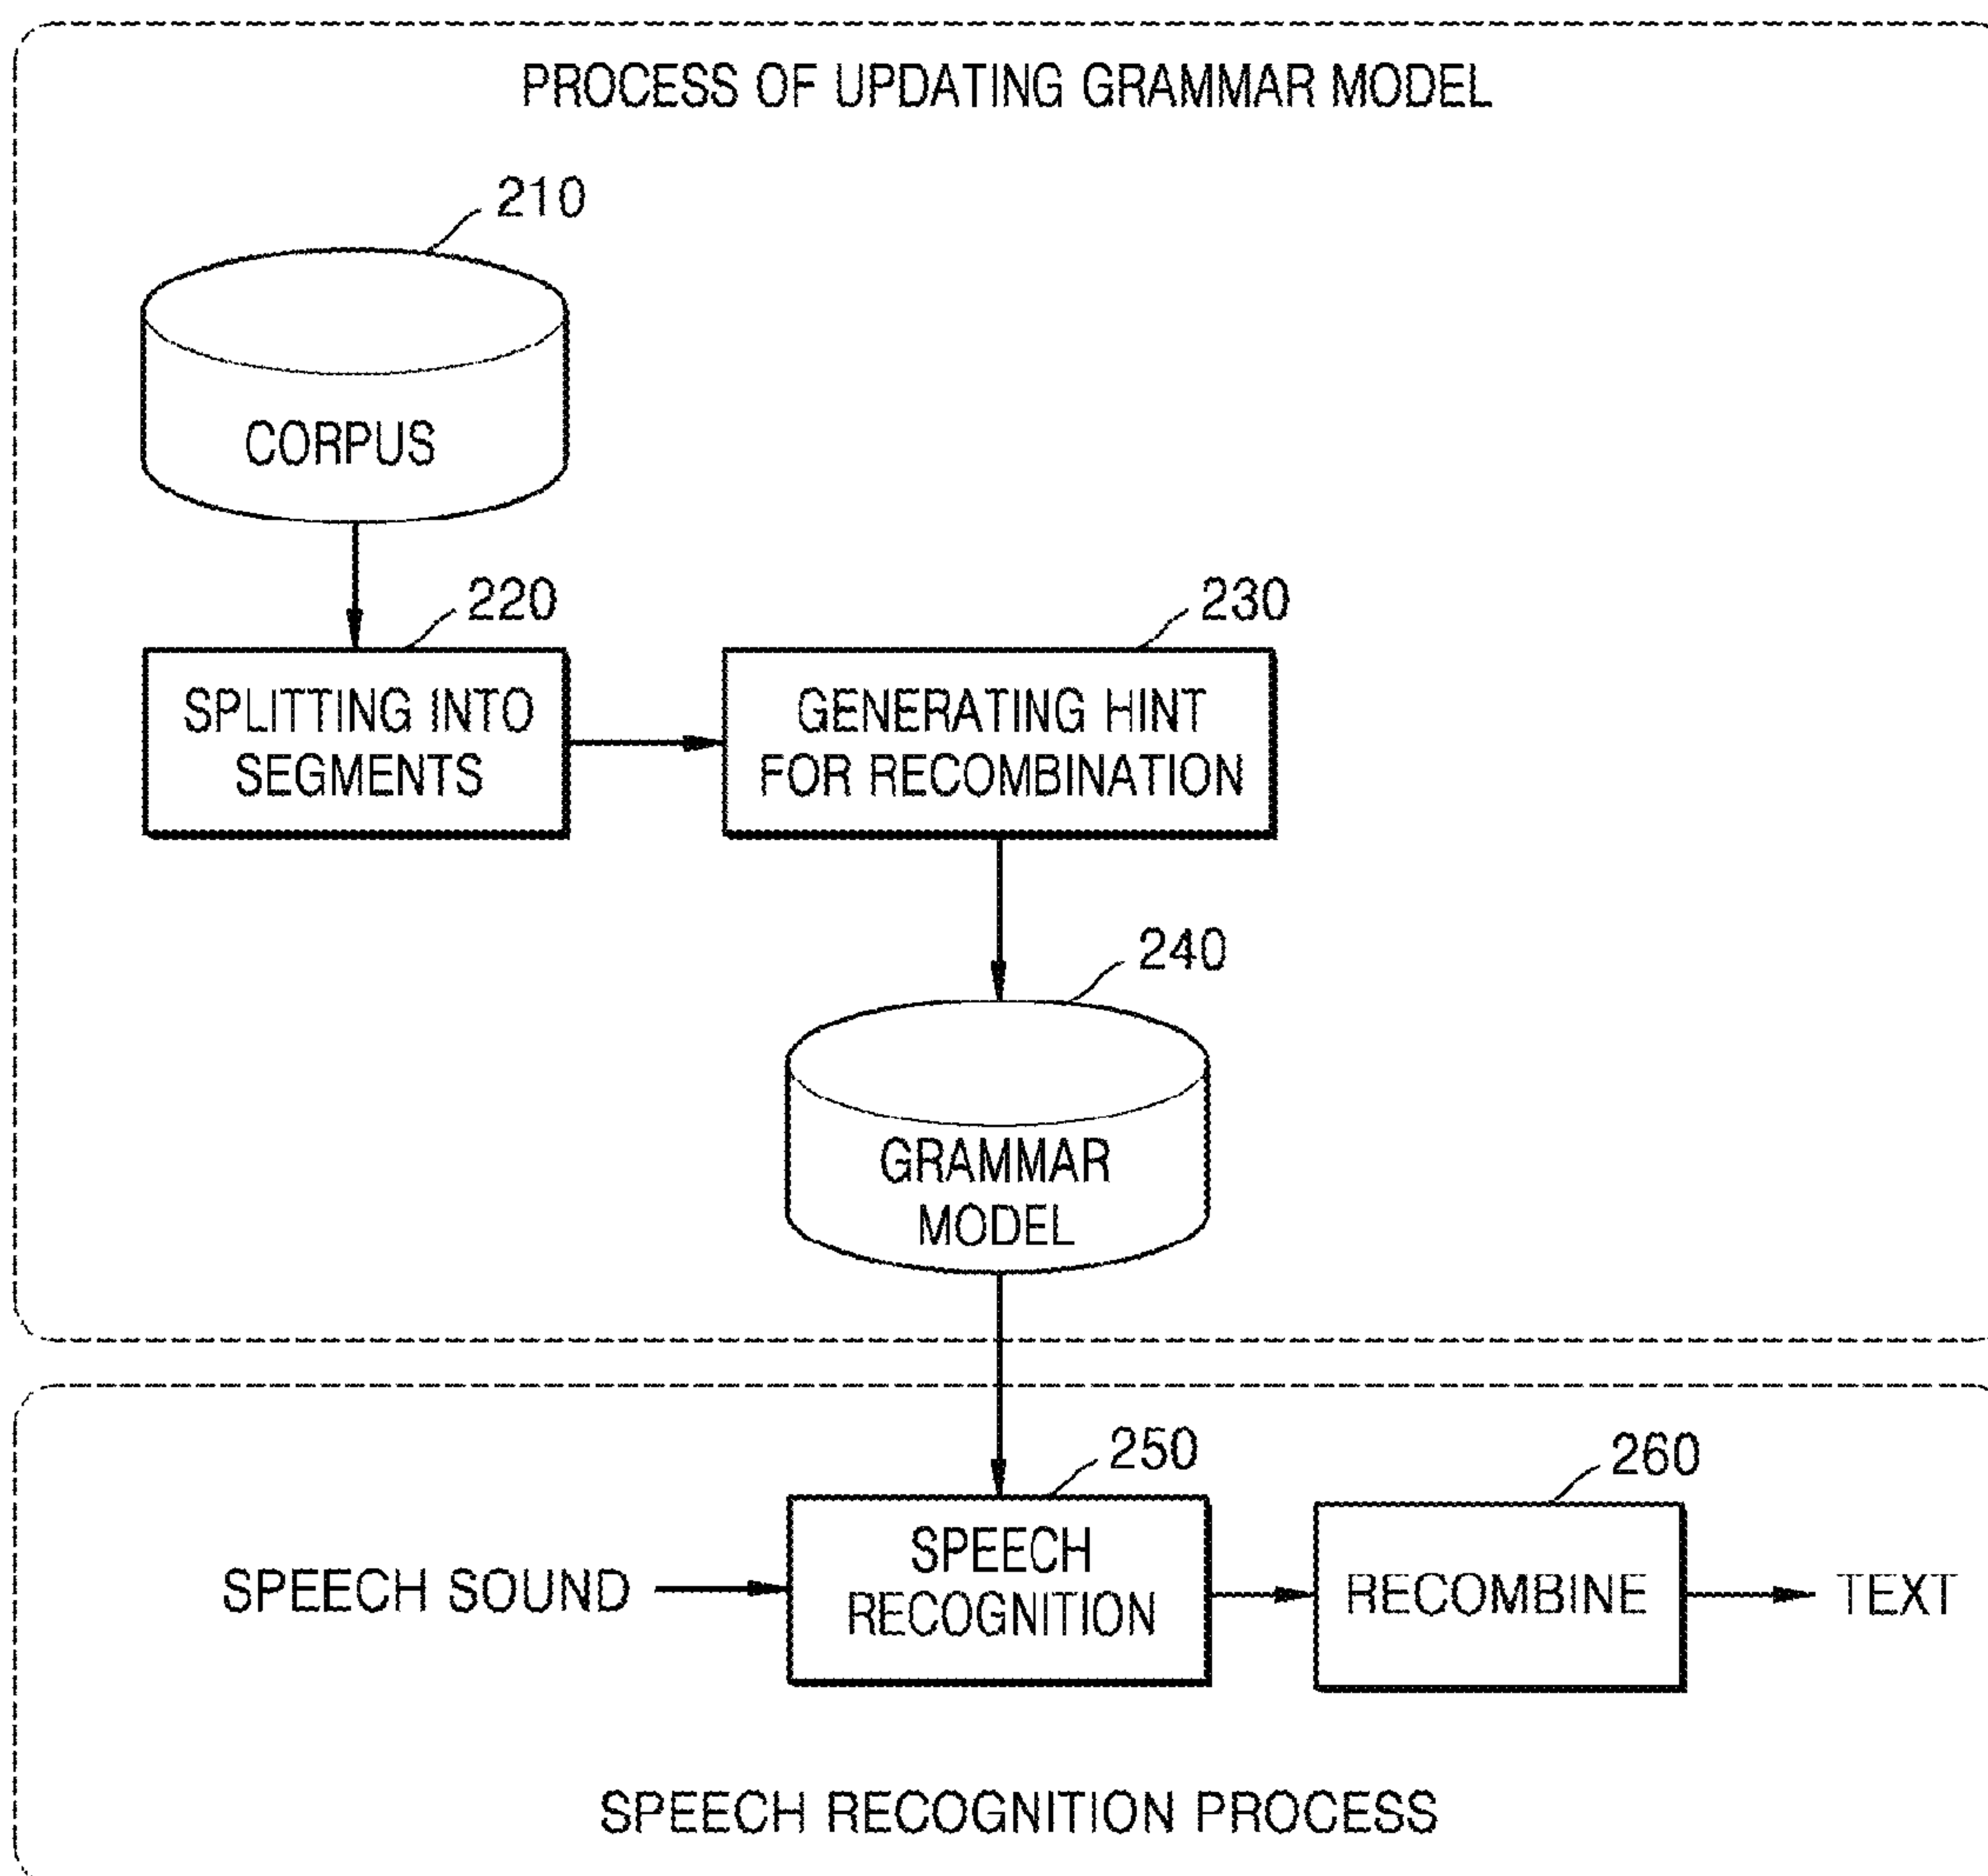 PROCESS OF UPDATING GRAMMAR MODEL
210
CORPUS
220
230
SPLITTING INTO
SEGMENTS
GENERATING HINT
FOR RECOMBINATION
240
GRAMMAR
MODEL
250
260
SPEECH SOUND
SPEECH
RECOGNITION
RECOMBINE
TEXT
SPEECH RECOGNITION PROCESS